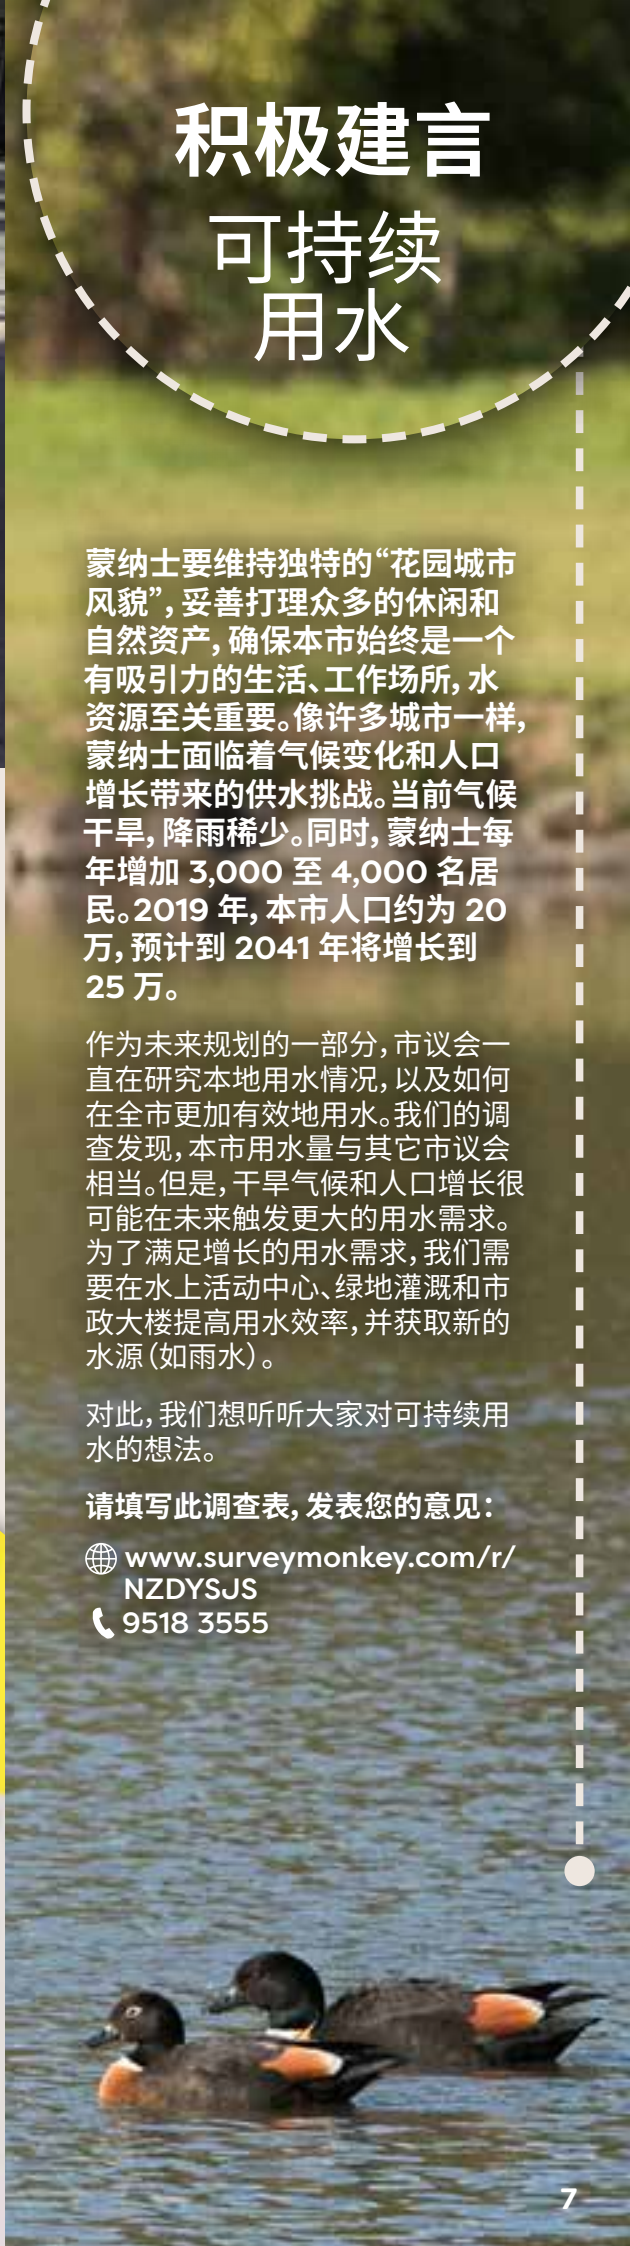 积极建言
可持续
用水
蒙纳士要维持独特的“花园城市
风貌”，妥善打理众多的休闲和
自然资产，确保本市始终是一个
有吸引力的生活、工作场所，水
资源至关重要。像许多城市一样，
蒙纳士面临着气候变化和人口
增长带来的供水挑战。当前气候
干旱，降雨稀少。同时，蒙纳士每
年增加 3,000 至 4,000 名居
民。2019 年，本市人口约为 20
万，预计到 2041 年将增长到
25 万。
作为未来规划的一部分，市议会一
直在研究本地用水情况，以及如何
在全市更加有效地用水。我们的调
查发现，本市用水量与其它市议会
相当。但是，干旱气候和人口增长很
可能在未来触发更大的用水需求。
为了满足增长的用水需求，我们需
要在水上活动中心、绿地灌溉和市
政大楼提高用水效率，并获取新的
水源（如雨水）。
对此，我们想听听大家对可持续用
水的想法。
请填写此调查表，发表您的意见：
www.surveymonkey.com/r/
NZDYSJS
9518 3555
7